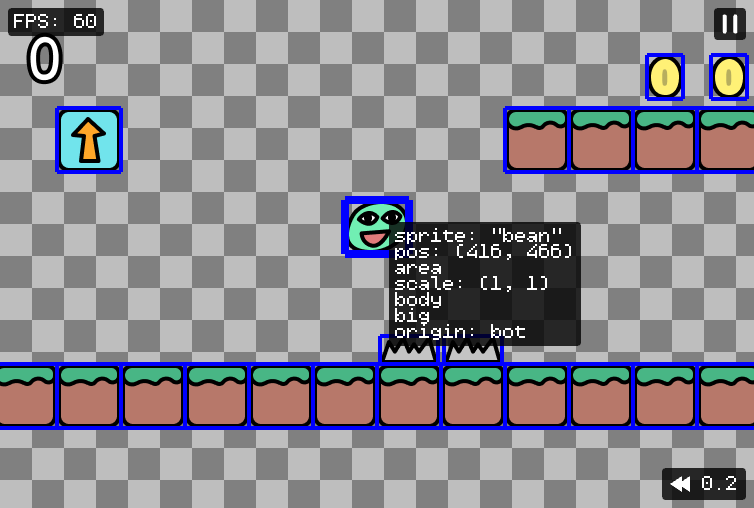 FPS: 60
0
sprite: "bean"
pos: (416, 466)
area
scale: (1, 1)
body
big
origin: bot
0.2